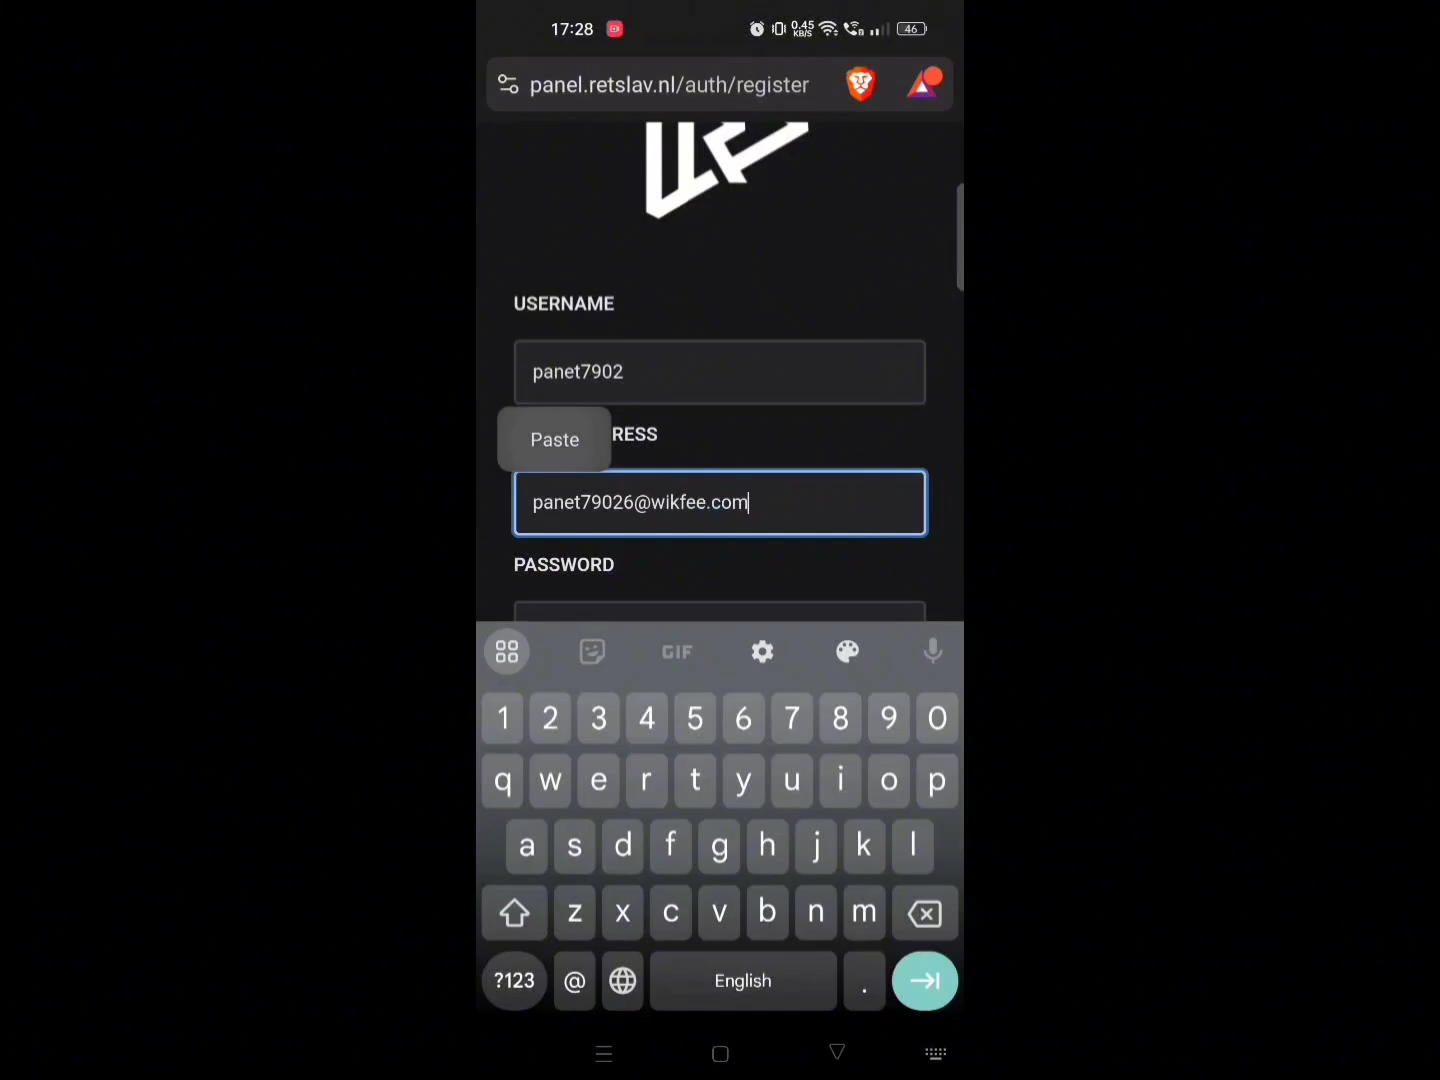 17:28
0.45
KB/S
46
panel.retslav.nl/auth/register
USERNAME
panet7902
Paste
RESS
panet79026@wikfee.com
PASSWORD
GIF
1 2 3 4 5 6 7 8 9 0
q w e r t y u i o p
a s d f g h j k l
z x c v b n m
?123 @ English .